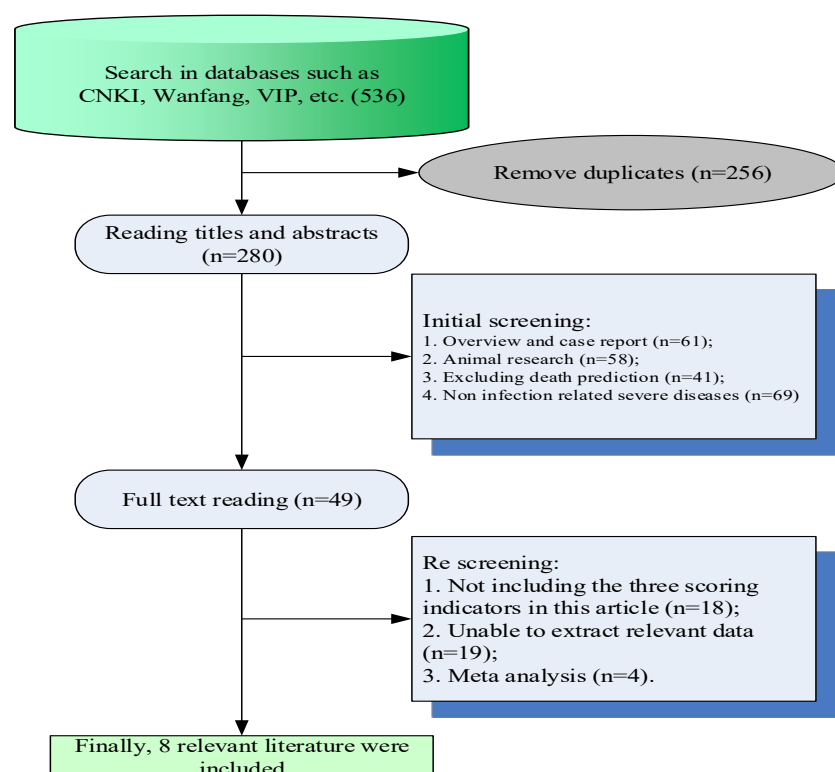 Search in databases such as
CNKI, Wanfang, VIP, etc. (536)
Remove duplicates (n=256)
Reading titles and abstracts
(n=280)
Initial screening:
1. Overview and case report (n=61);
2. Animal research (n=58);
3. Excluding death prediction (n=41);
4. Non infection related severe diseases (n=69)
Full text reading (n=49)
Re screening:
1. Not including the three scoring
indicators in this article (n=18);
2. Unable to extract relevant data
(n=19);
3. Meta analysis (n=4).
Finally, 8 relevant literature were
included